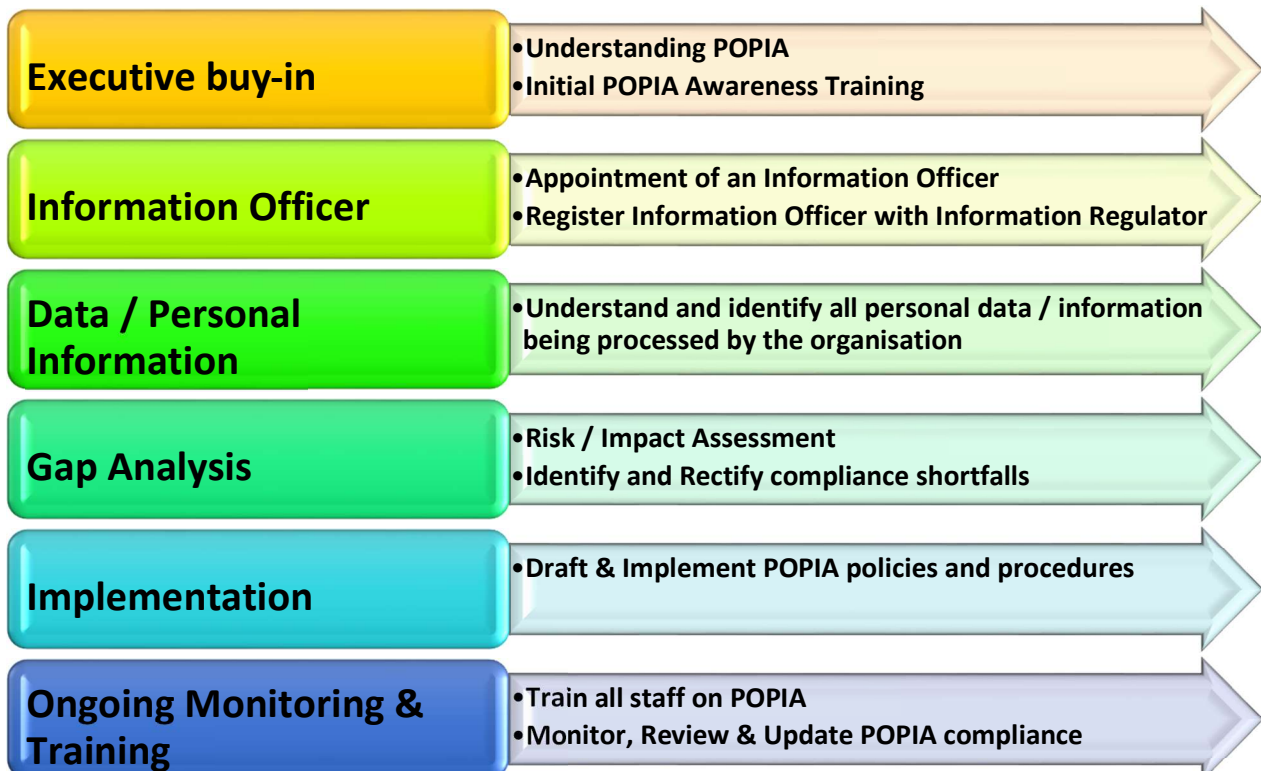 Executive buy-in
•Understanding POPIA
•Initial POPIA Awareness Training
Information Officer
•Appointment of an Information Officer
•Register Information Officer with Information Regulator
Data / Personal
Information
•Understand and identify all personal data / information
being processed by the organisation
Gap Analysis
•Risk / Impact Assessment
•Identify and Rectify compliance shortfalls
Implementation
•Draft & Implement POPIA policies and procedures
Ongoing Monitoring &
Training
•Train all staff on POPIA
•Monitor, Review & Update POPIA compliance